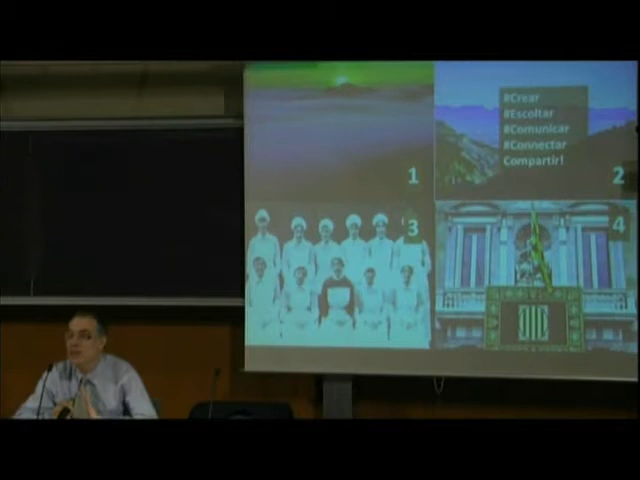 1
#Crear
#Escoltar
#Comunicar
#Connectar
Compartir!
2
3
4